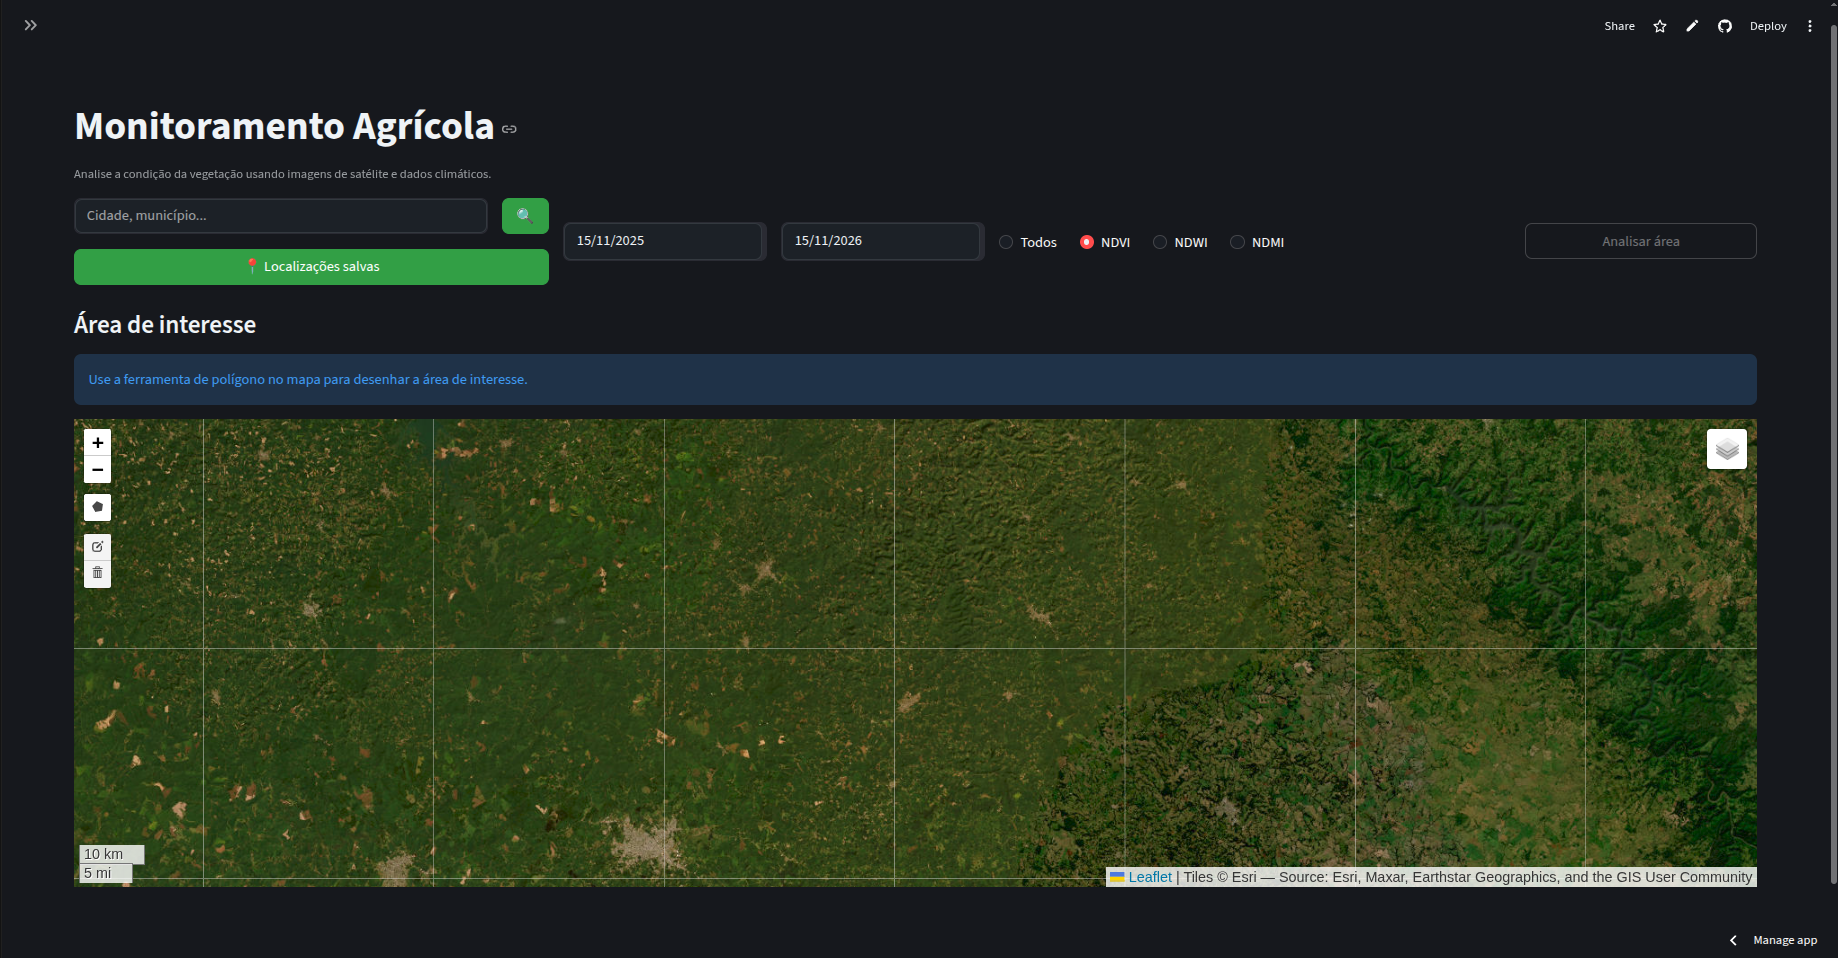 Share
Deploy
Monitoramento Agrícola
Analise a condição da vegetação usando imagens de satélite e dados climáticos.
Cidade, município...
15/11/2025
15/11/2026
Todos
NDVI
NDWI
NDMI
Analisar área
Localizações salvas
Área de interesse
Use a ferramenta de polígono no mapa para desenhar a área de interesse.
+
−
10 km
5 mi
Leaflet | Tiles © Esri — Source: Esri, Maxar, Earthstar Geographics, and the GIS User Community
Manage app